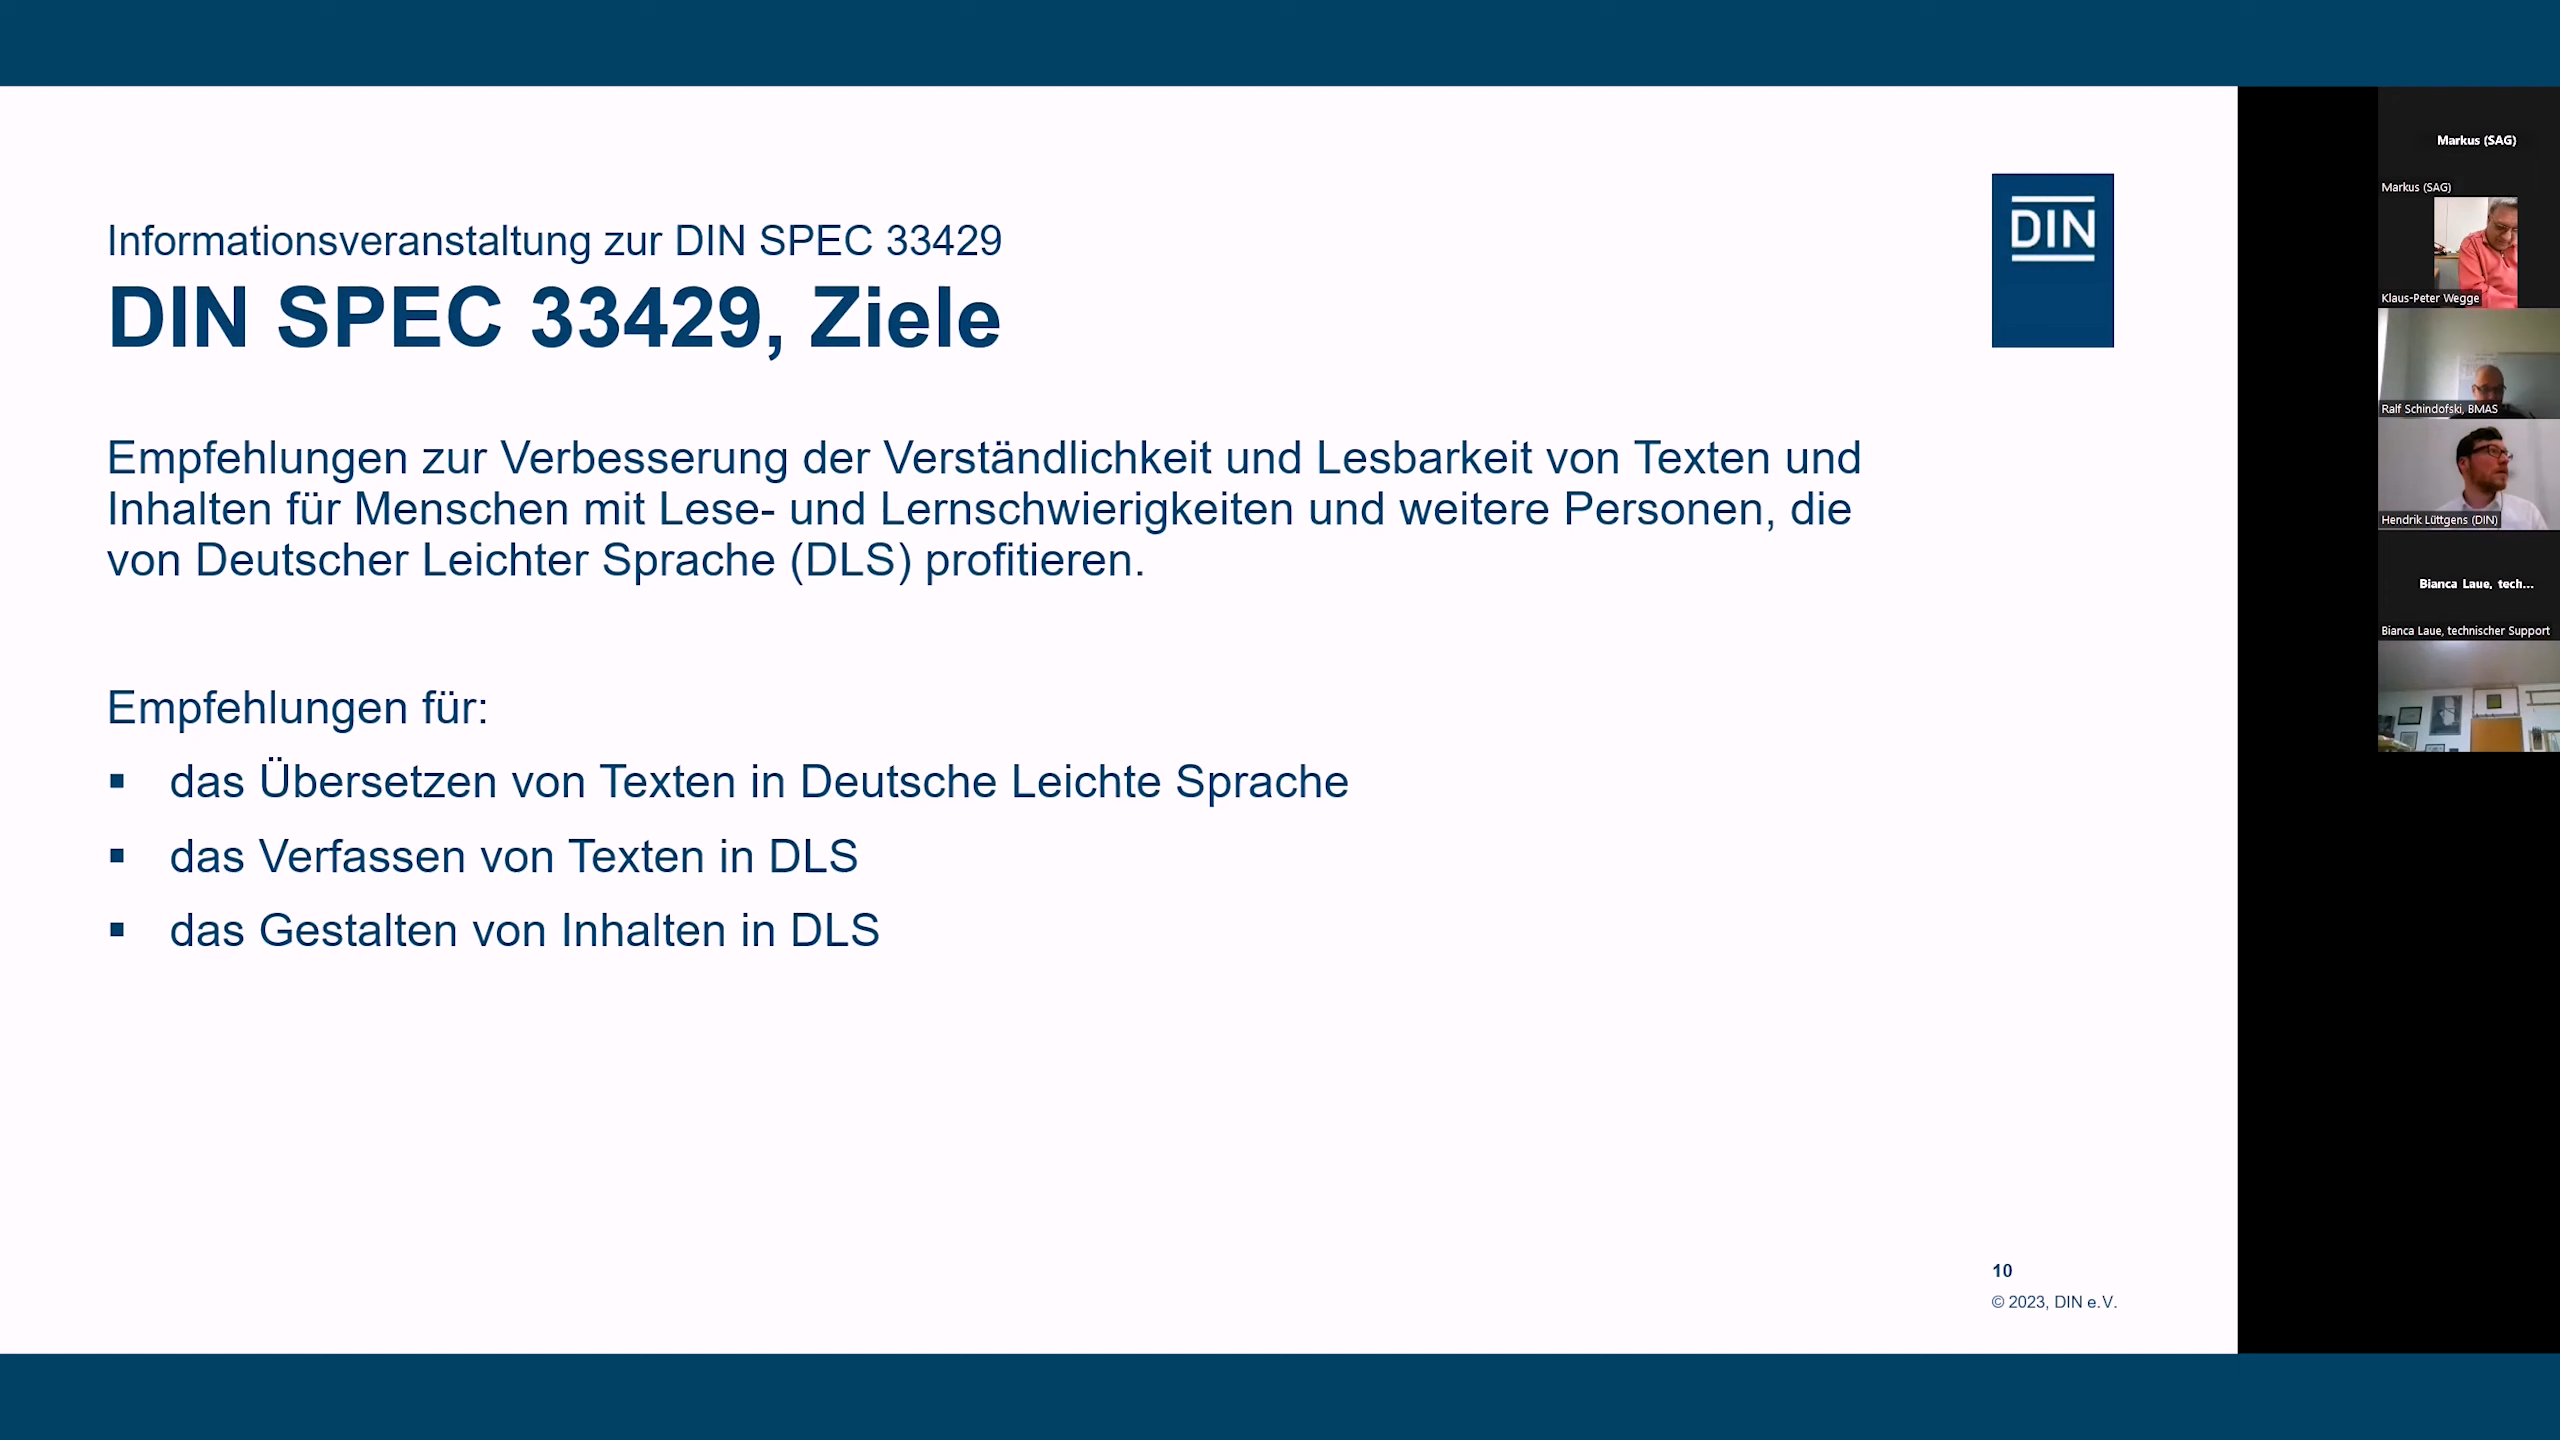 Informationsveranstaltung zur DIN SPEC 33429
DIN SPEC 33429, Ziele
DIN
Empfehlungen zur Verbesserung der Verständlichkeit und Lesbarkeit von Texten und
Inhalten für Menschen mit Lese- und Lernschwierigkeiten und weitere Personen, die
von Deutscher Leichter Sprache (DLS) profitieren.
Empfehlungen für:
▪ das Übersetzen von Texten in Deutsche Leichte Sprache
▪ das Verfassen von Texten in DLS
▪ das Gestalten von Inhalten in DLS
10
© 2023, DIN e.V.
Markus (SAG)
Markus (SAG)
Klaus-Peter Wegge
Ralf Schindofski, BMAS
Hendrik Lüttgens (DIN)
Bianca Laue, tech...
Bianca Laue, technischer Support